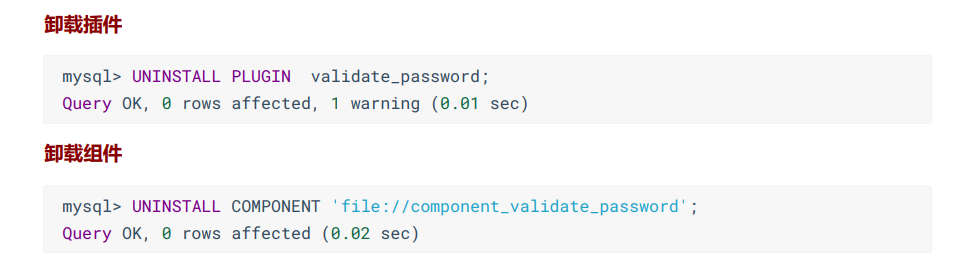 卸载插件
mysql> UNINSTALL PLUGIN  validate_password;
Query OK, 0 rows affected, 1 warning (0.01 sec)
卸载组件
mysql> UNINSTALL COMPONENT 'file://component_validate_password';
Query OK, 0 rows affected (0.02 sec)